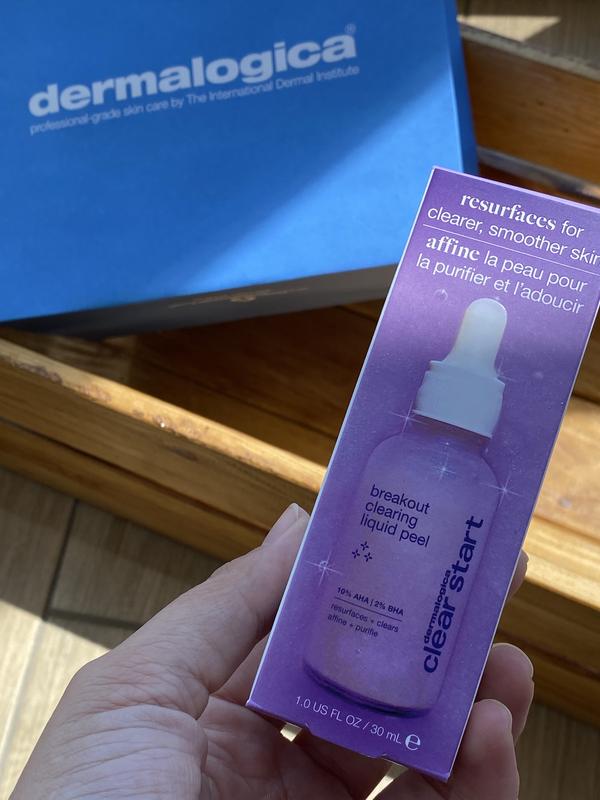 dermalogica®
professional-grade skin care by The International Dermal Institute
resurfaces for
clearer, smoother skin
affine la peau pour
la purifier et l'adoucir
breakout
clearing
liquid peel
10% AHA | 2% BHA
resurfaces + clears
affine + purifie
dermalogica
clear start
1.0 US FL OZ / 30 mL ℮